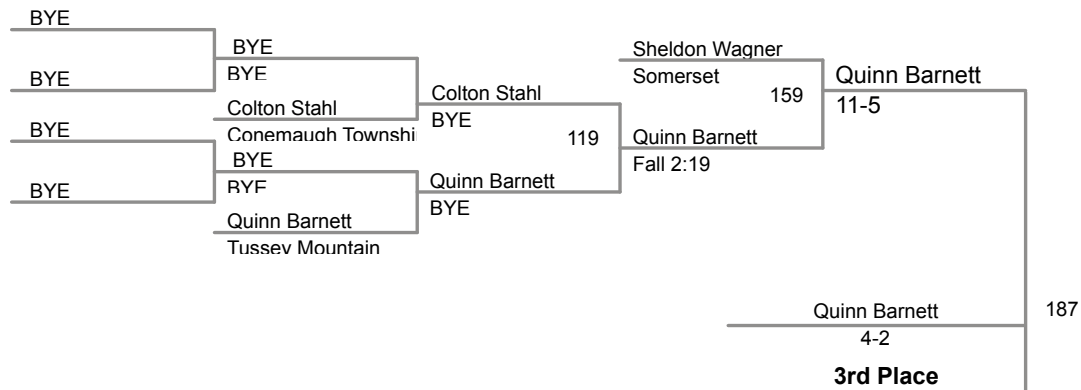 BYE
BYE
BYE
BYE
BYE
BYE
Colton Stahl
Conemaugh Townshi
BYE
BYE
Quinn Barnett
Tussey Mountain
Colton Stahl
BYE
119
Quinn Barnett
BYE
Sheldon Wagner
Somerset
159
Quinn Barnett
Fall 2:19
Quinn Barnett
11-5
Quinn Barnett
4-2
187
3rd Place